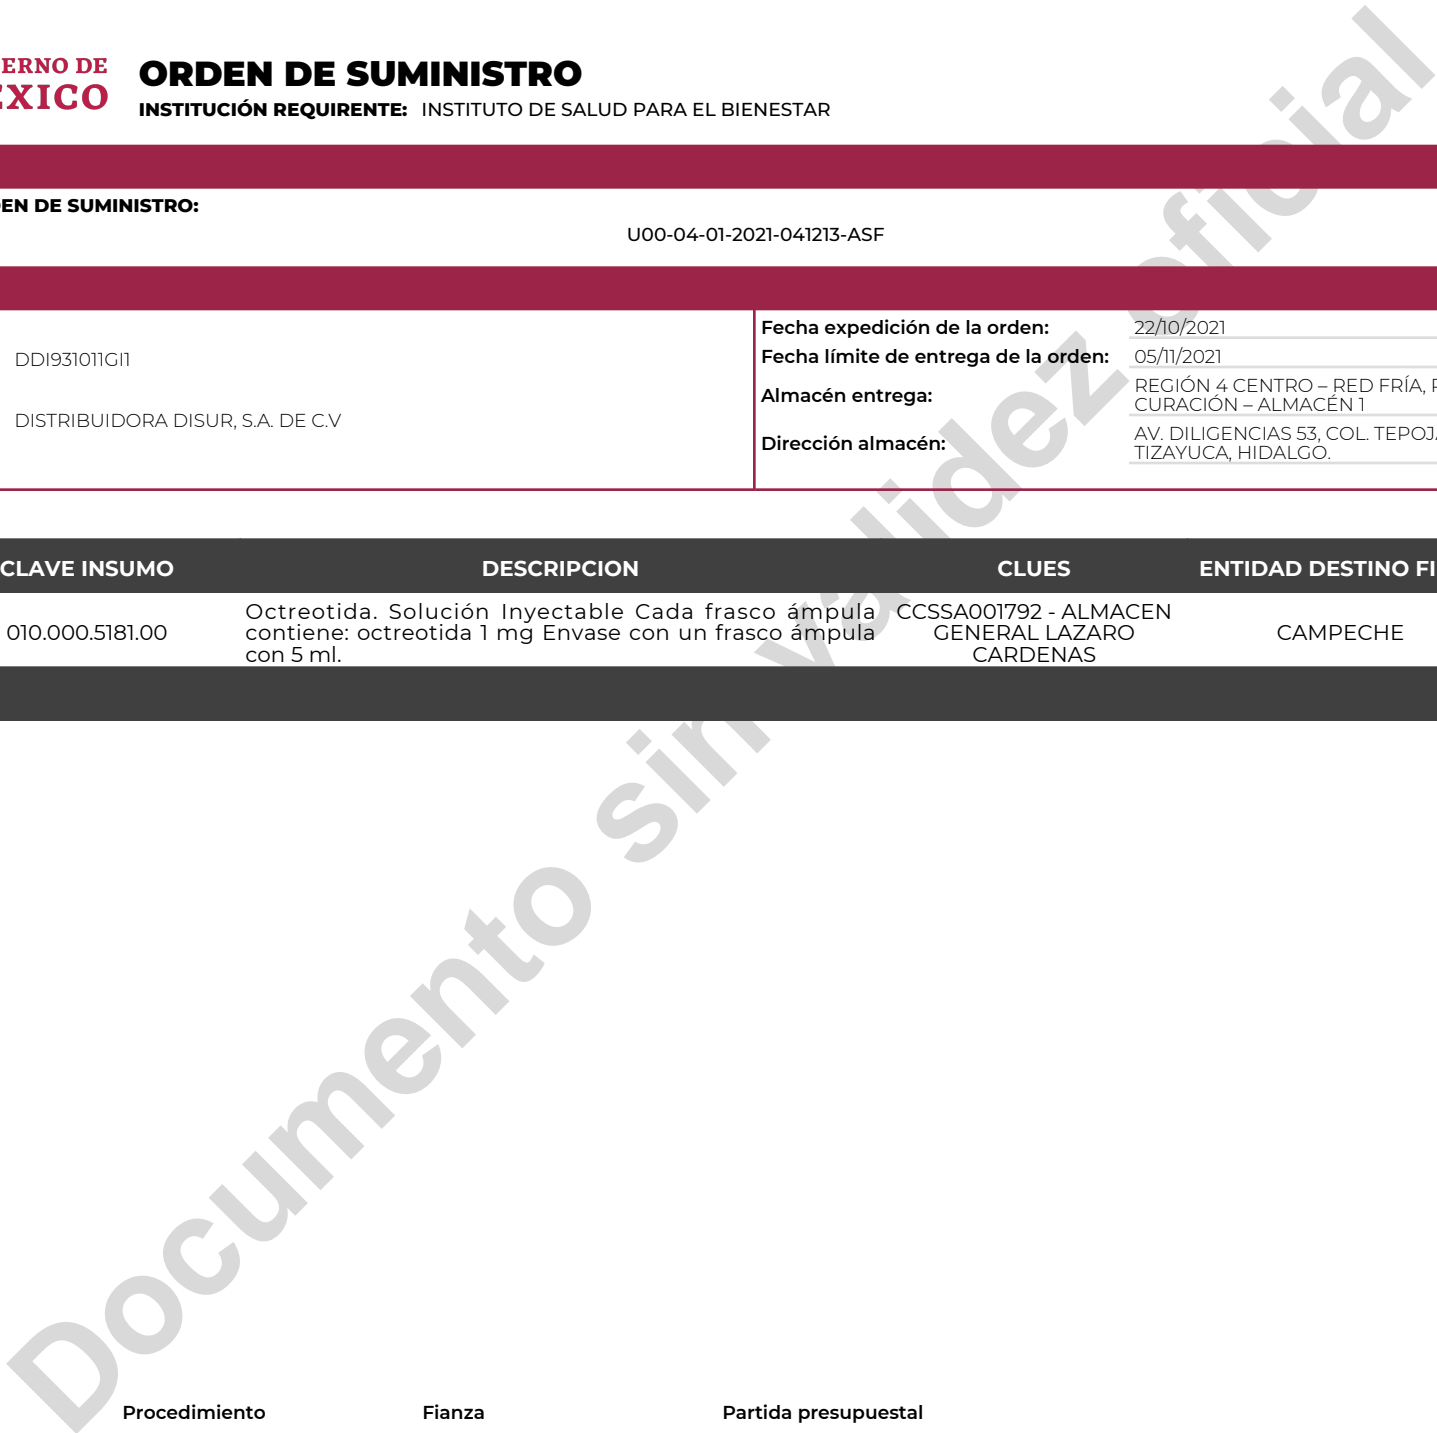 ERNO DE
ÉXICO
ORDEN DE SUMINISTRO
INSTITUCIÓN REQUIRENTE: INSTITUTO DE SALUD PARA EL BIENESTAR
EN DE SUMINISTRO:
U00-04-01-2021-041213-ASF
DDI931011GI1
DISTRIBUIDORA DISUR, S.A. DE C.V
Fecha expedición de la orden: 22/10/2021
Fecha límite de entrega de la orden: 05/11/2021
Almacén entrega: REGIÓN 4 CENTRO – RED FRÍA,
CURACIÓN – ALMACÉN 1
Dirección almacén: AV. DILIGENCIAS 53, COL. TEPOJA
TIZAYUCA, HIDALGO.
CLAVE INSUMO DESCRIPCION CLUES ENTIDAD DESTINO FI
010.000.5181.00
Octreotida. Solución Inyectable Cada frasco ámpula
contiene: octreotida 1 mg Envase con un frasco ámpula
con 5 ml.
CCSSA001792 - ALMACEN
GENERAL LAZARO
CARDENAS
CAMPECHE
Documento sin validez oficial
Procedimiento Fianza Partida presupuestal